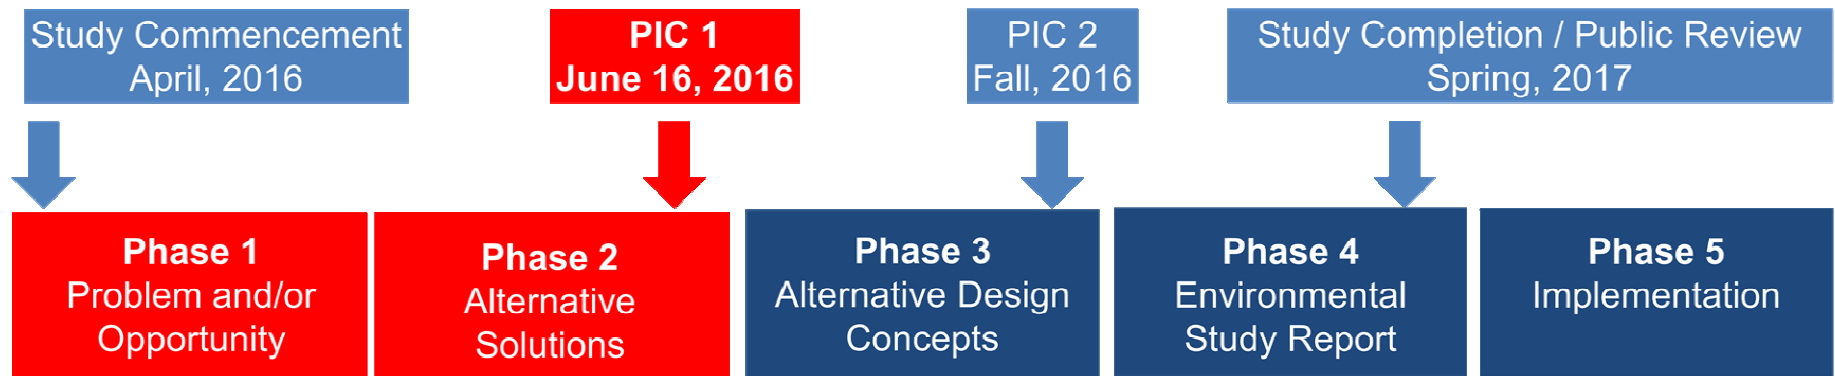 Study Commencement
April, 2016
PIC 1
June 16, 2016
PIC 2
Fall, 2016
Study Completion / Public Review
Spring, 2017
Phase 1
Problem and/or
Opportunity
Phase 2
Alternative
Solutions
Phase 3
Alternative Design
Concepts
Phase 4
Environmental
Study Report
Phase 5
Implementation